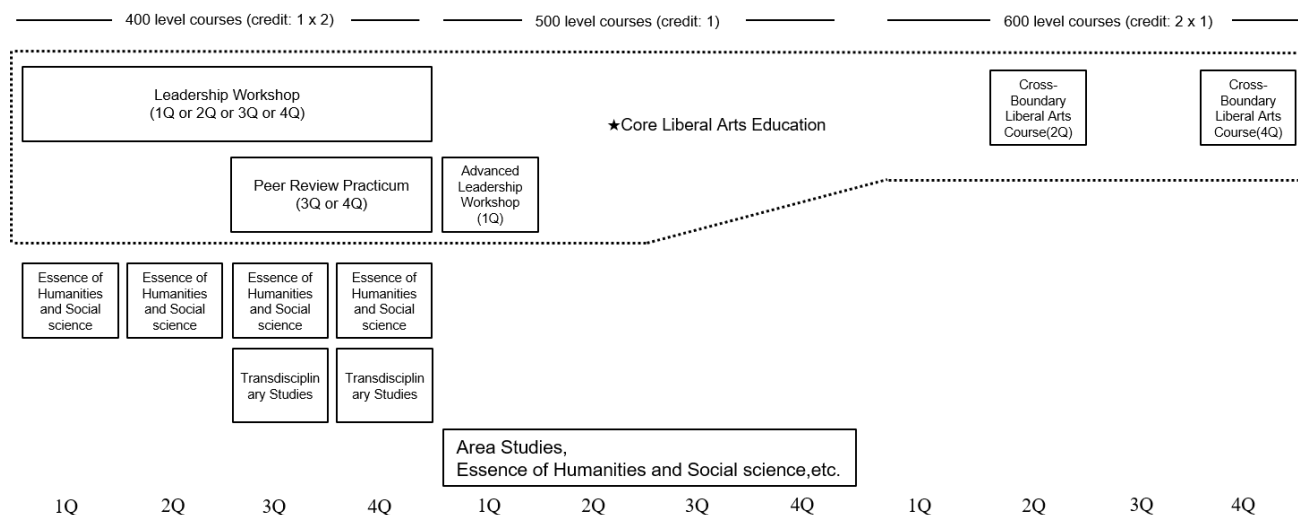 400 level courses (credit: 1 x 2)
500 level courses (credit: 1)
600 level courses (credit: 2 x 1)
Leadership Workshop
(1Q or 2Q or 3Q or 4Q)
★Core Liberal Arts Education
Cross-
Boundary
Liberal Arts
Course(2Q)
Cross-
Boundary
Liberal Arts
Course(4Q)
Peer Review Practicum
(3Q or 4Q)
Advanced
Leadership
Workshop
(1Q)
Essence of
Humanities
and Social
science
Essence of
Humanities
and Social
science
Essence of
Humanities
and Social
science
Essence of
Humanities
and Social
science
Transdisciplin
ary Studies
Transdisciplin
ary Studies
Area Studies,
Essence of Humanities and Social science,etc.
1Q 2Q 3Q 4Q 1Q 2Q 3Q 4Q 1Q 2Q 3Q 4Q